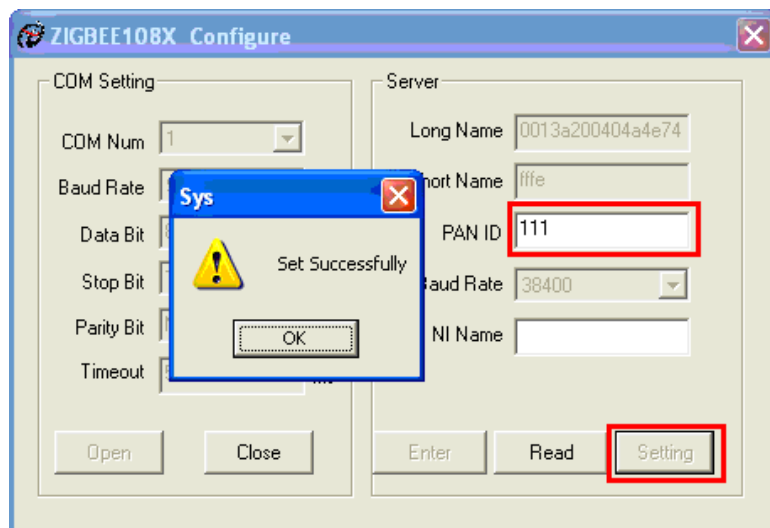 ZIGBEE108X Configure
COM Setting
COM Num 1
Baud Rate
Data Bit
Stop Bit
Parity Bit
Timeout
Open
Close
Sys
Set Successfully
OK
Server
Long Name 0013a200404a4e74
hort Name fffe
PAN ID 111
Baud Rate 38400
NI Name
Enter
Read
Setting